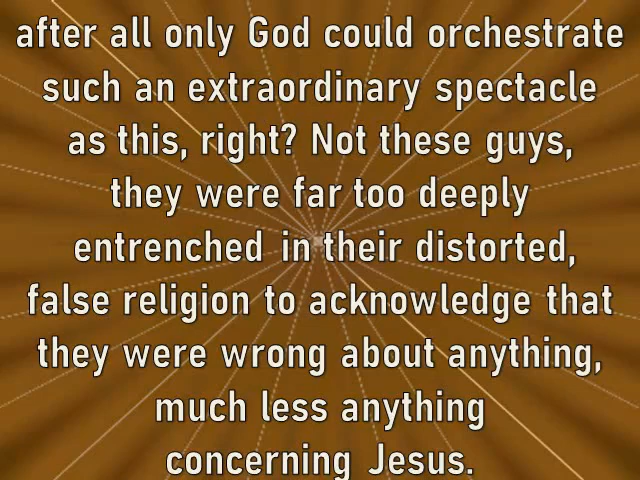 after all only God could orchestrate
such an extraordinary spectacle
as this, right? Not these guys,
they were far too deeply
entrenched in their distorted,
false religion to acknowledge that
they were wrong about anything,
much less anything
concerning Jesus.